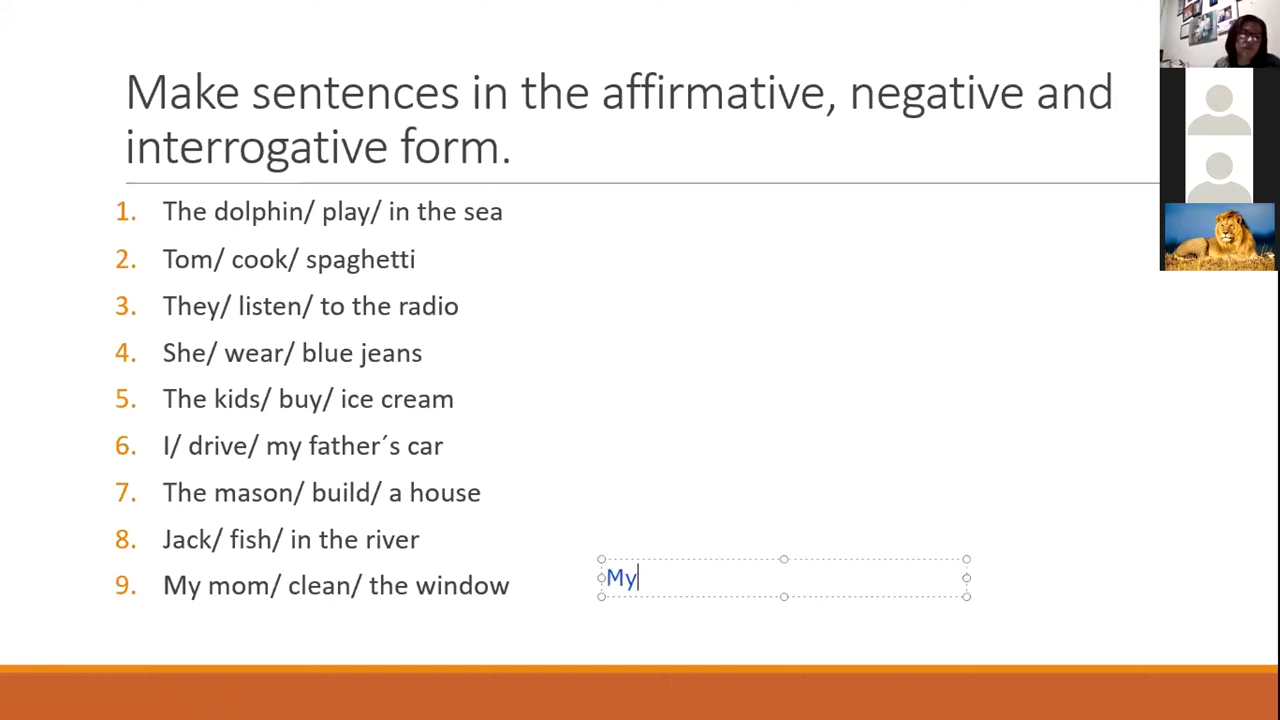 Make sentences in the affirmative, negative and
interrogative form.
1. The dolphin/ play/ in the sea
2. Tom/ cook/ spaghetti
3. They/ listen/ to the radio
4. She/ wear/ blue jeans
5. The kids/ buy/ ice cream
6. I/ drive/ my father´s car
7. The mason/ build/ a house
8. Jack/ fish/ in the river
9. My mom/ clean/ the window
My